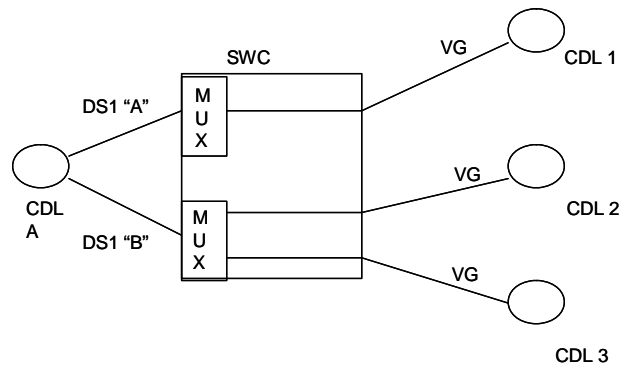 SWC
VG
CDL 1
DS1 “A”
M
U
X
CDL
A
DS1 “B”
M
U
X
VG
CDL 2
VG
CDL 3